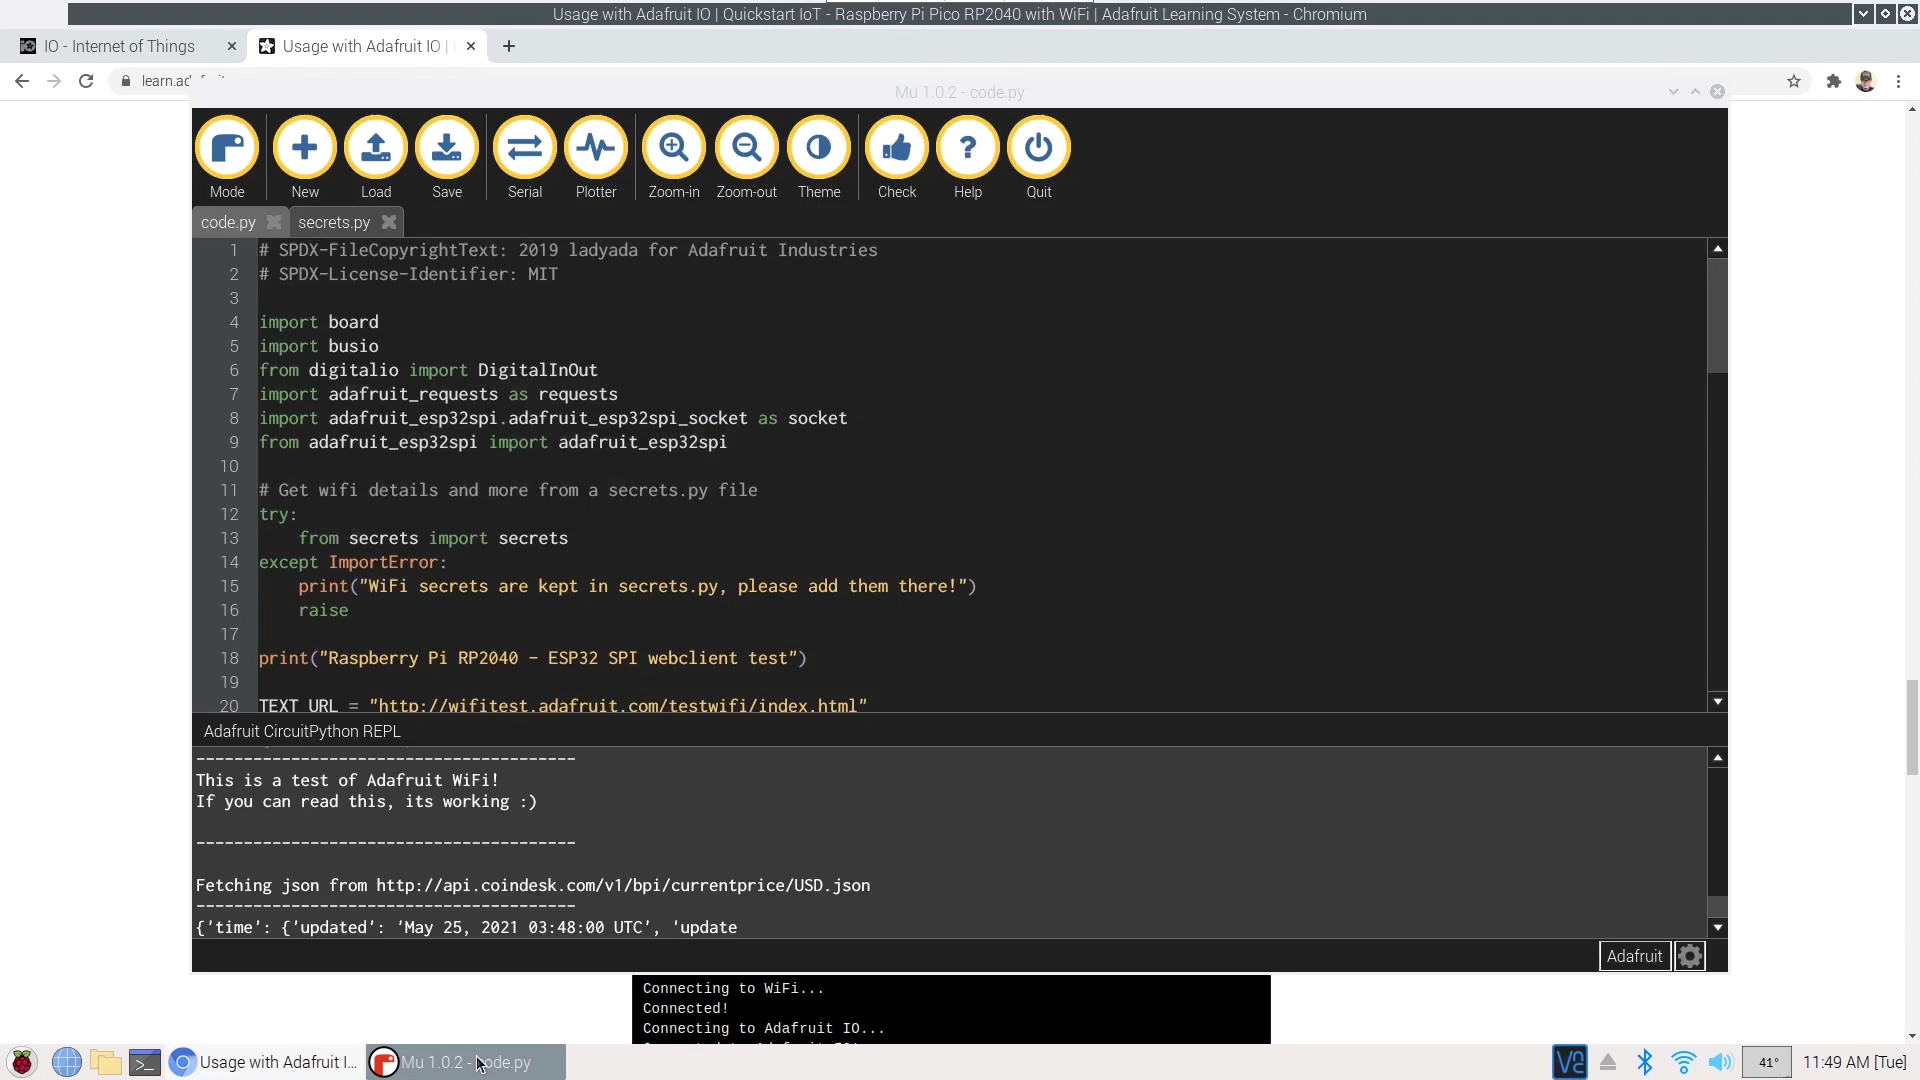 Usage with Adafruit IO | Quickstart IoT - Raspberry Pi Pico RP2040 with WiFi | Adafruit Learning System - Chromium
IO - Internet of Things
Usage with Adafruit IO |
Mu 1.0.2 - code.py
Mode
New
Load
Save
Serial
Plotter
Zoom-in
Zoom-out
Theme
Check
Help
Quit
code.py
secrets.py
1 # SPDX-FileCopyrightText: 2019 ladyada for Adafruit Industries
2 # SPDX-License-Identifier: MIT
3
4 import board
5 import busio
6 from digitalio import DigitalInOut
7 import adafruit_requests as requests
8 import adafruit_esp32spi.adafruit_esp32spi_socket as socket
9 from adafruit_esp32spi import adafruit_esp32spi
10
11 # Get wifi details and more from a secrets.py file
12 try:
13 from secrets import secrets
14 except ImportError:
15 print("WiFi secrets are kept in secrets.py, please add them there!")
16 raise
17
18 print("Raspberry Pi RP2040 - ESP32 SPI webclient test")
19
20 TEXT_URL = "http://wifitest.adafruit.com/testwifi/index.html"
Adafruit CircuitPython REPL
----------------------------------------
This is a test of Adafruit WiFi!
If you can read this, its working :)
----------------------------------------
Fetching json from http://api.coindesk.com/v1/bpi/currentprice/USD.json
----------------------------------------
{'time': {'updated': 'May 25, 2021 03:48:00 UTC', 'update
Adafruit
Connecting to WiFi...
Connected!
Connecting to Adafruit IO...
Usage with Adafruit I...
Mu 1.0.2 - code.py
41°
11:49 AM [Tue]